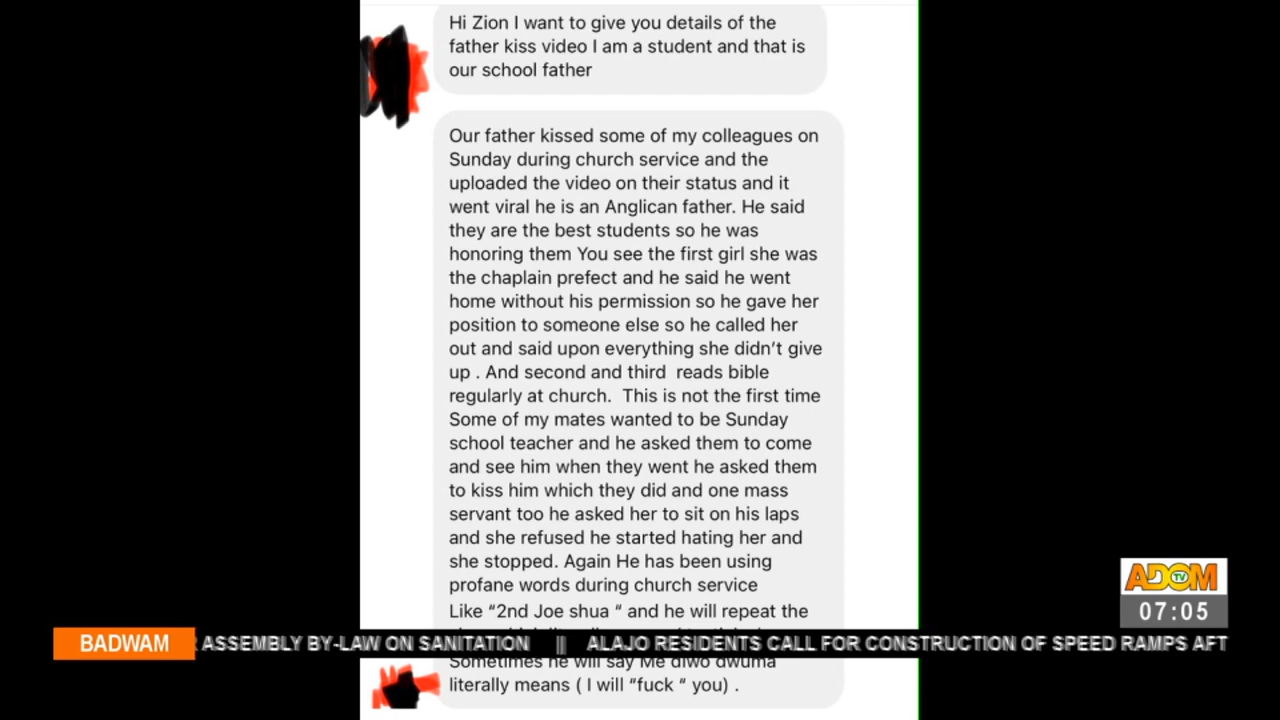 Hi Zion I want to give you details of the
father kiss video I am a student and that is
our school father
Our father kissed some of my colleagues on
Sunday during church service and the
uploaded the video on their status and it
went viral he is an Anglican father. He said
they are the best students so he was
honoring them You see the first girl she was
the chaplain prefect and he said he went
home without his permission so he gave her
position to someone else so he called her
out and said upon everything she didn’t give
up . And second and third  reads bible
regularly at church.  This is not the first time
Some of my mates wanted to be Sunday
school teacher and he asked them to come
and see him when they went he asked them
to kiss him which they did and one mass
servant too he asked her to sit on his laps
and she refused he started hating her and
she stopped. Again He has been using
profane words during church service
Like “2nd Joe shua “ and he will repeat the
Sometimes he will say Me diwo dwuma
literally means ( I will “fuck “ you) .
ADOM TV
07:05
BADWAM
ASSEMBLY BY-LAW ON SANITATION || ALAJO RESIDENTS CALL FOR CONSTRUCTION OF SPEED RAMPS AFT